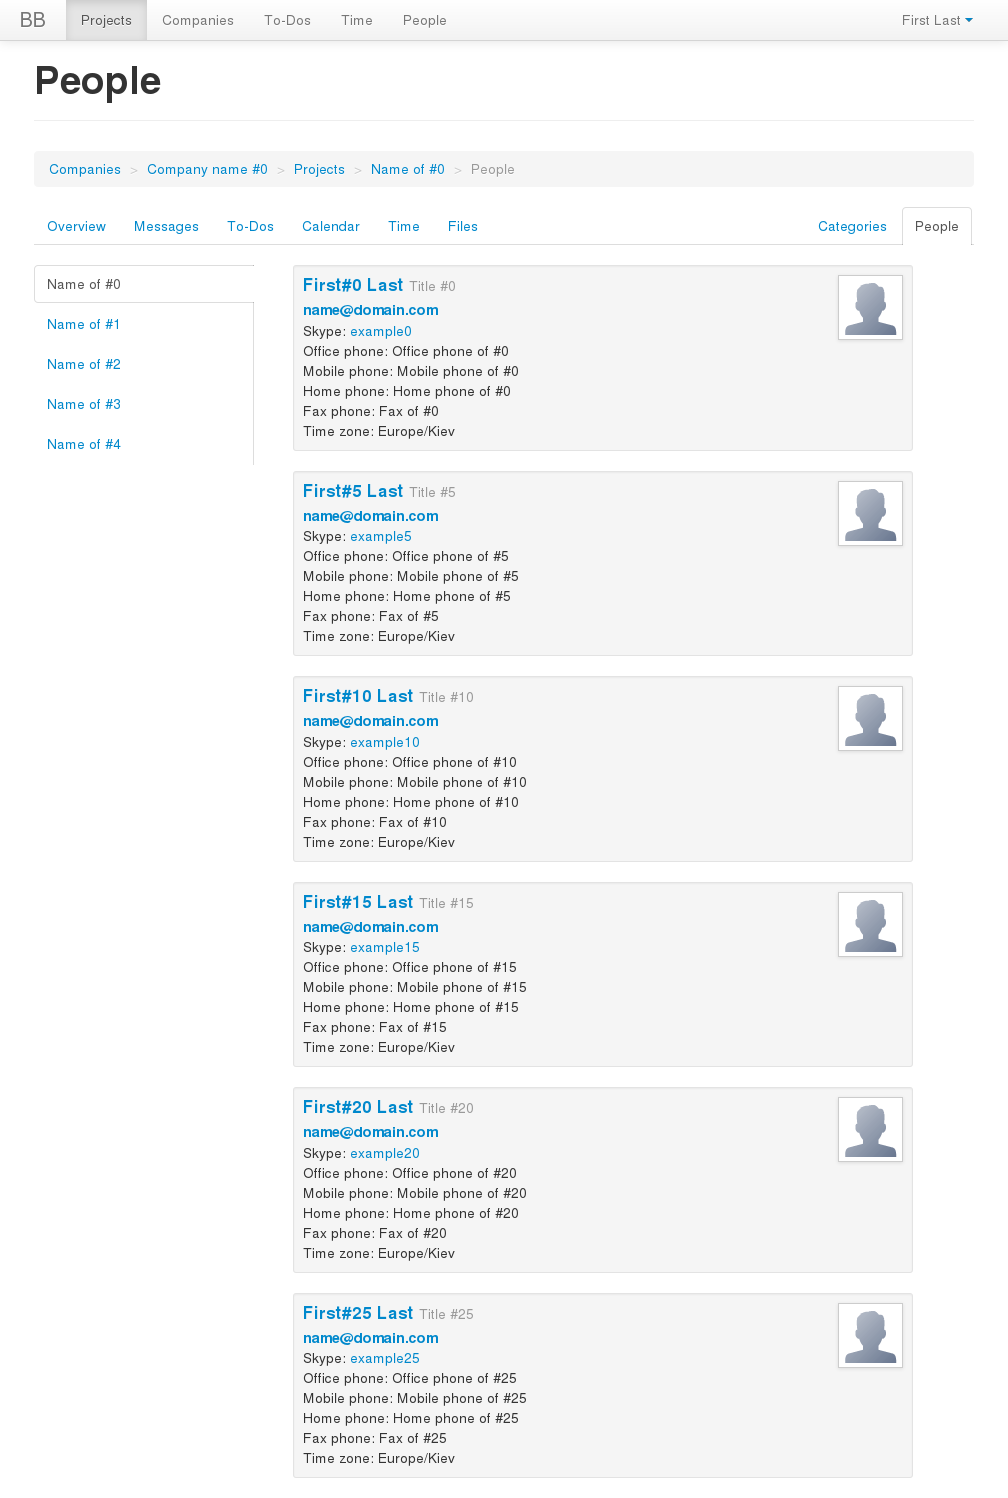 BB Projects Companies To-Dos Time People First Last
People
Companies > Company name #0 > Projects > Name of #0 > People
Overview Messages To-Dos Calendar Time Files Categories People
Name of #0
Name of #1
Name of #2
Name of #3
Name of #4
First#0 Last Title #0
name@domain.com
Skype: example0
Office phone: Office phone of #0
Mobile phone: Mobile phone of #0
Home phone: Home phone of #0
Fax phone: Fax of #0
Time zone: Europe/Kiev
First#5 Last Title #5
name@domain.com
Skype: example5
Office phone: Office phone of #5
Mobile phone: Mobile phone of #5
Home phone: Home phone of #5
Fax phone: Fax of #5
Time zone: Europe/Kiev
First#10 Last Title #10
name@domain.com
Skype: example10
Office phone: Office phone of #10
Mobile phone: Mobile phone of #10
Home phone: Home phone of #10
Fax phone: Fax of #10
Time zone: Europe/Kiev
First#15 Last Title #15
name@domain.com
Skype: example15
Office phone: Office phone of #15
Mobile phone: Mobile phone of #15
Home phone: Home phone of #15
Fax phone: Fax of #15
Time zone: Europe/Kiev
First#20 Last Title #20
name@domain.com
Skype: example20
Office phone: Office phone of #20
Mobile phone: Mobile phone of #20
Home phone: Home phone of #20
Fax phone: Fax of #20
Time zone: Europe/Kiev
First#25 Last Title #25
name@domain.com
Skype: example25
Office phone: Office phone of #25
Mobile phone: Mobile phone of #25
Home phone: Home phone of #25
Fax phone: Fax of #25
Time zone: Europe/Kiev